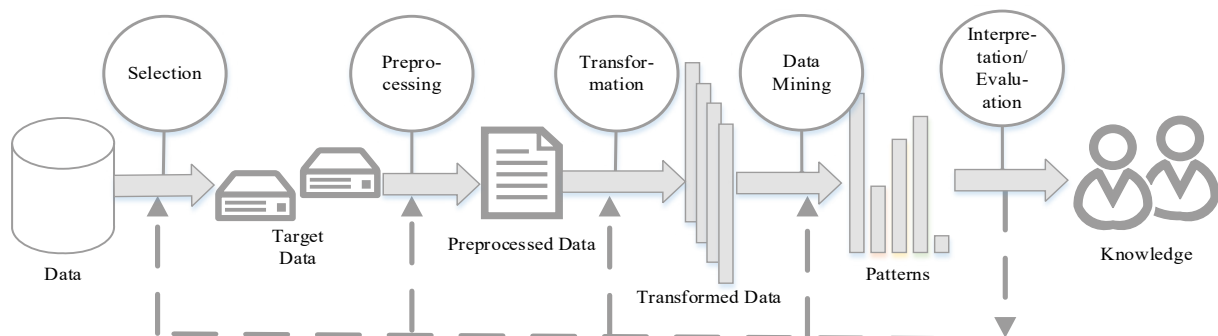 Selection
Prepro-
cessing
Transfor-
mation
Data
Mining
Interpre-
tation/
Evalu-
ation
Data
Target
Data
Preprocessed Data
Transformed Data
Patterns
Knowledge